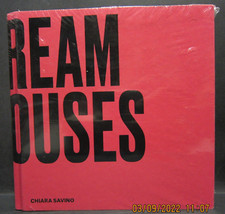 REAM
OUSES
CHIARA SAVINO
03/09/2022 11:07